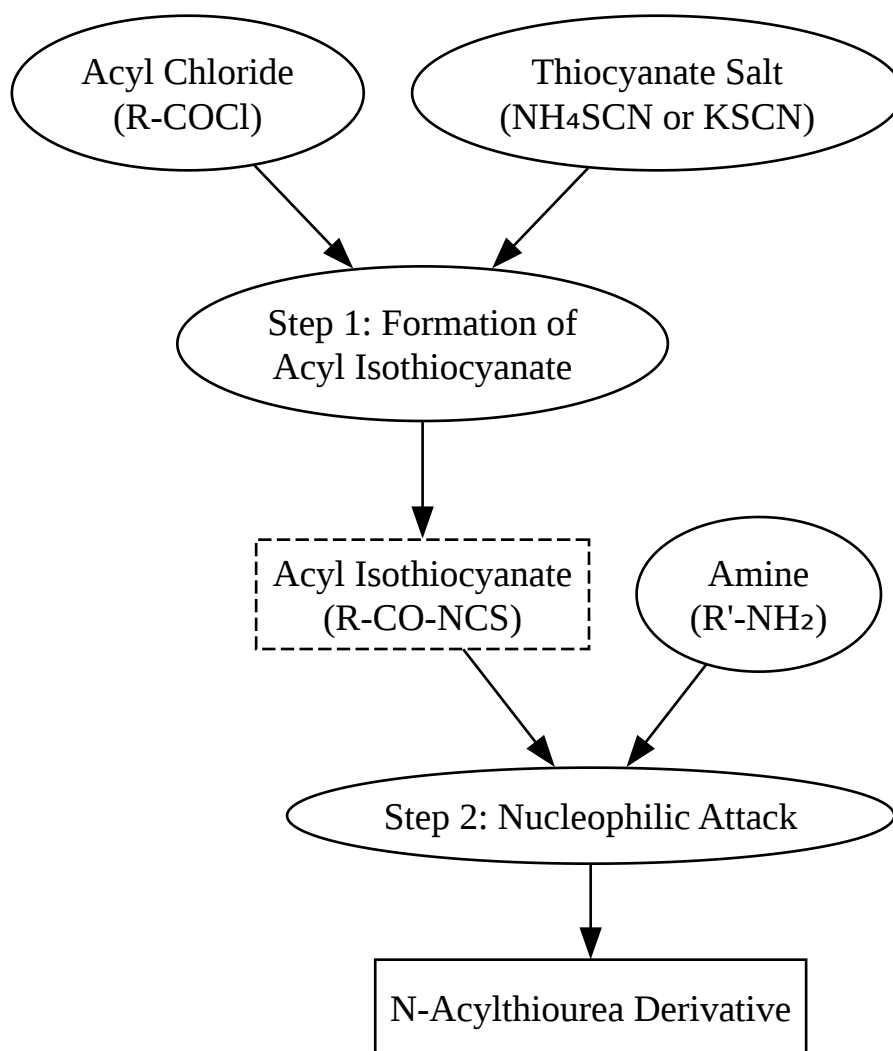 Acyl Chloride
(R-COCl)
Thiocyanate Salt
(NH₄SCN or KSCN)
Step 1: Formation of
Acyl Isothiocyanate
Acyl Isothiocyanate
(R-CO-NCS)
Amine
(R'-NH₂)
Step 2: Nucleophilic Attack
N-Acylthiourea Derivative